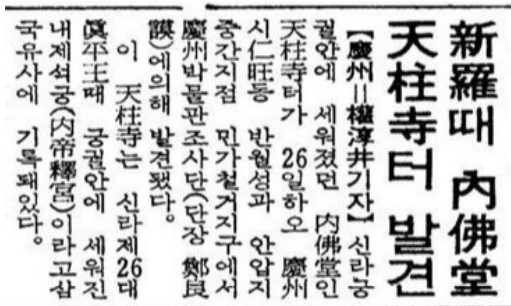 新羅때 內佛堂
天柱寺터 발견
【慶州=權淳井기자】신라궁
궐안에 세워졌던 內佛堂인
天柱寺터가 26일하오 慶州
시仁旺동 반월성과 안압지
중간지점 민가철거지구에서
慶州박물관조사단(단장 鄭良
謨)에의해 발견됐다.
이 天柱寺는 신라제26대
眞平王때 궁궐안에 세워진
내제석궁(內帝釋宮)이라고삼
국유사에 기록돼있다.